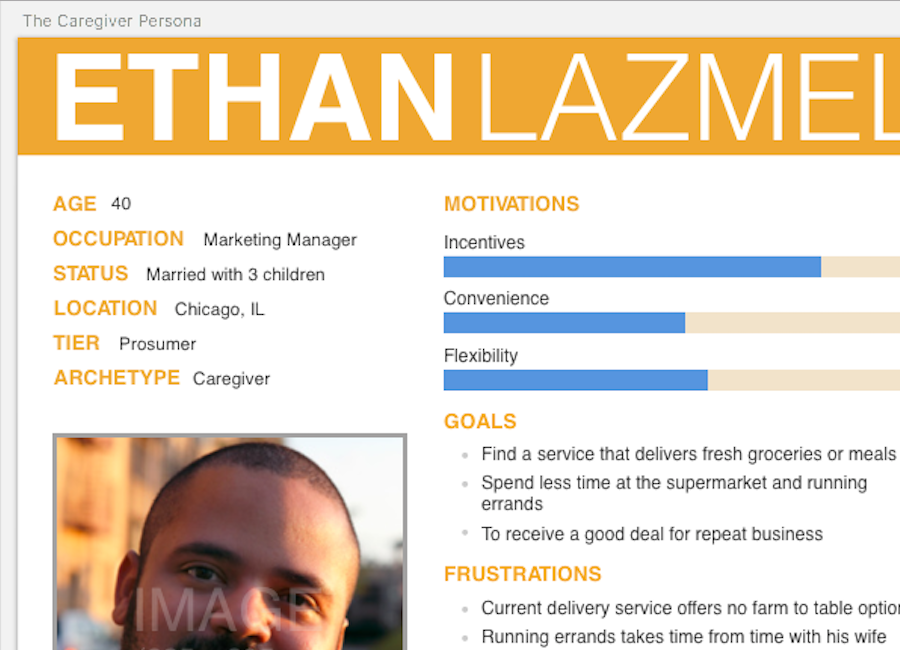 The Caregiver Persona
ETHAN LAZMEL
AGE 40
OCCUPATION Marketing Manager
STATUS Married with 3 children
LOCATION Chicago, IL
TIER Prosumer
ARCHETYPE Caregiver
IMAGE
MOTIVATIONS
Incentives
Convenience
Flexibility
GOALS
Find a service that delivers fresh groceries or meals
Spend less time at the supermarket and running
errands
To receive a good deal for repeat business
FRUSTRATIONS
Current delivery service offers no farm to table
Running errands takes time from time with his wife